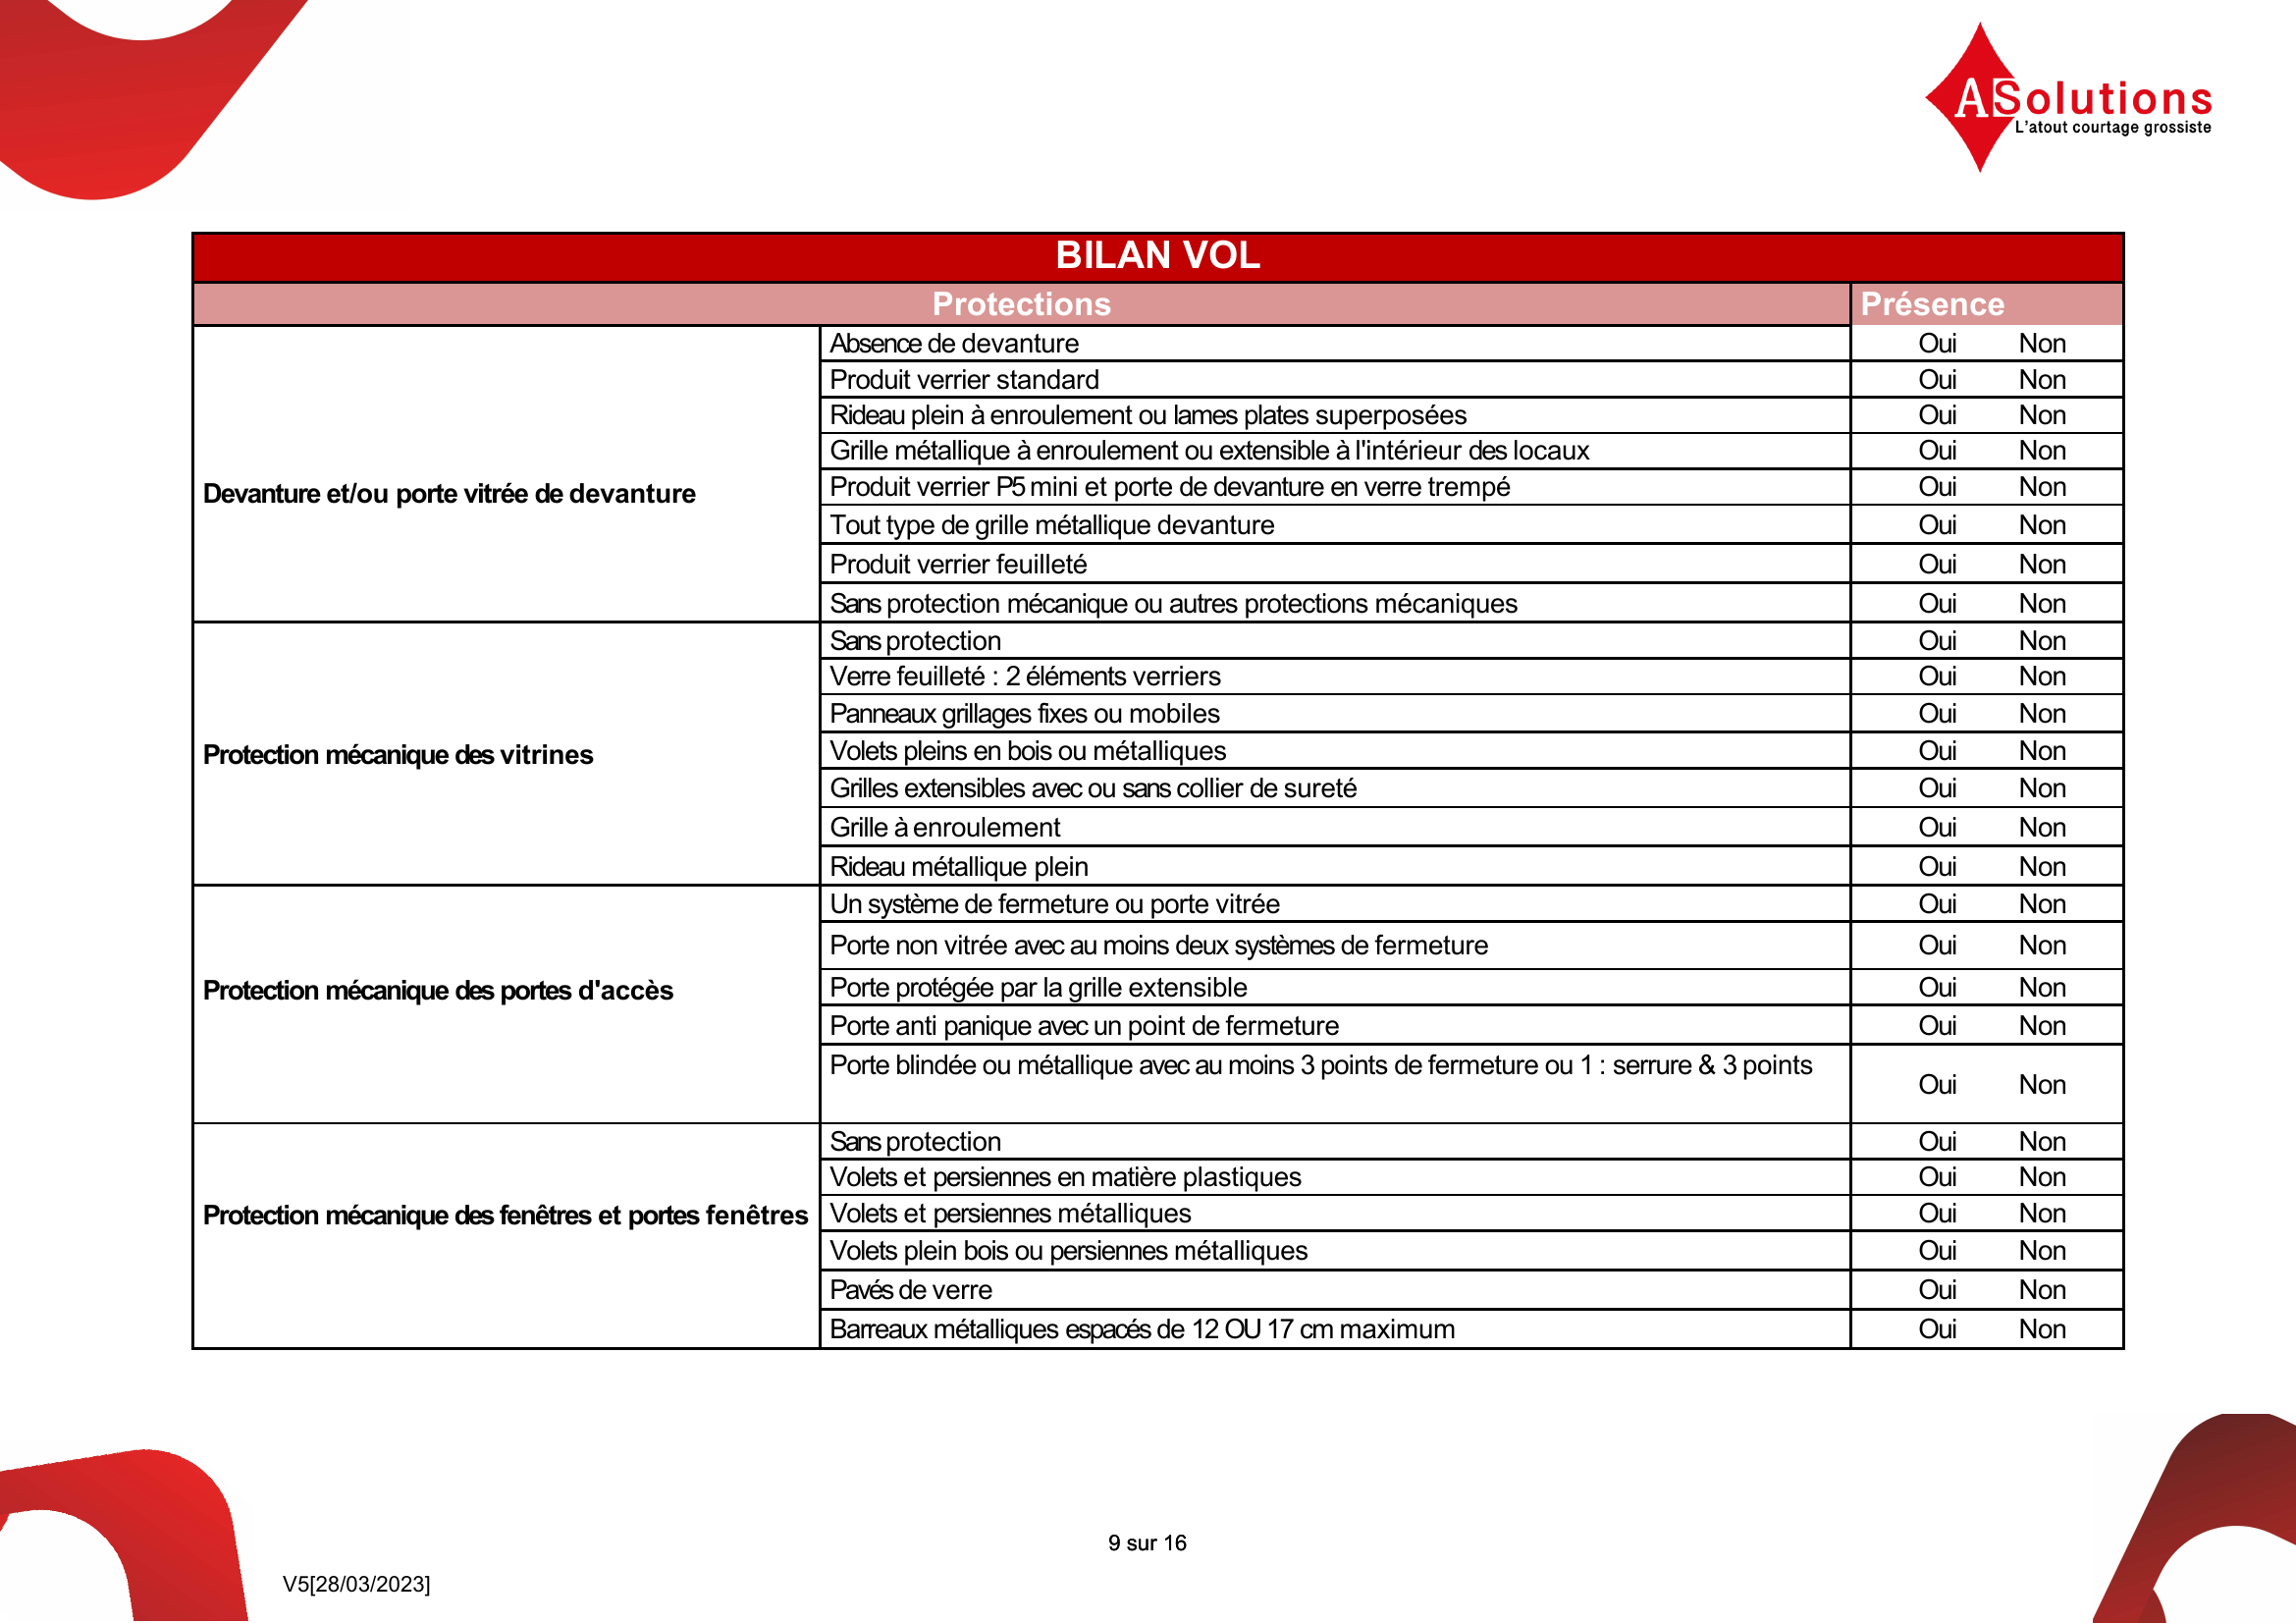 ASolutions
L'atout courtage grossiste
BILAN VOL
Protections Présence
Devanture et/ou porte vitrée de devanture
Absence de devanture Oui Non
Produit verrier standard Oui Non
Rideau plein à enroulement ou lames plates superposées Oui Non
Grille métallique à enroulement ou extensible à l'intérieur des locaux Oui Non
Produit verrier P5 mini et porte de devanture en verre trempé Oui Non
Tout type de grille métallique devanture Oui Non
Produit verrier feuilleté Oui Non
Sans protection mécanique ou autres protections mécaniques Oui Non
Protection mécanique des vitrines
Sans protection Oui Non
Verre feuilleté : 2 éléments verriers Oui Non
Panneaux grillages fixes ou mobiles Oui Non
Volets pleins en bois ou métalliques Oui Non
Grilles extensibles avec ou sans collier de sureté Oui Non
Grille à enroulement Oui Non
Rideau métallique plein Oui Non
Protection mécanique des portes d'accès
Un système de fermeture ou porte vitrée Oui Non
Porte non vitrée avec au moins deux systèmes de fermeture Oui Non
Porte protégée par la grille extensible Oui Non
Porte anti panique avec un point de fermeture Oui Non
Porte blindée ou métallique avec au moins 3 points de fermeture ou 1 : serrure & 3 points Oui Non
Protection mécanique des fenêtres et portes fenêtres
Sans protection Oui Non
Volets et persiennes en matière plastiques Oui Non
Volets et persiennes métalliques Oui Non
Volets plein bois ou persiennes métalliques Oui Non
Pavés de verre Oui Non
Barreaux métalliques espacés de 12 OU 17 cm maximum Oui Non
9 sur 16
V5[28/03/2023]